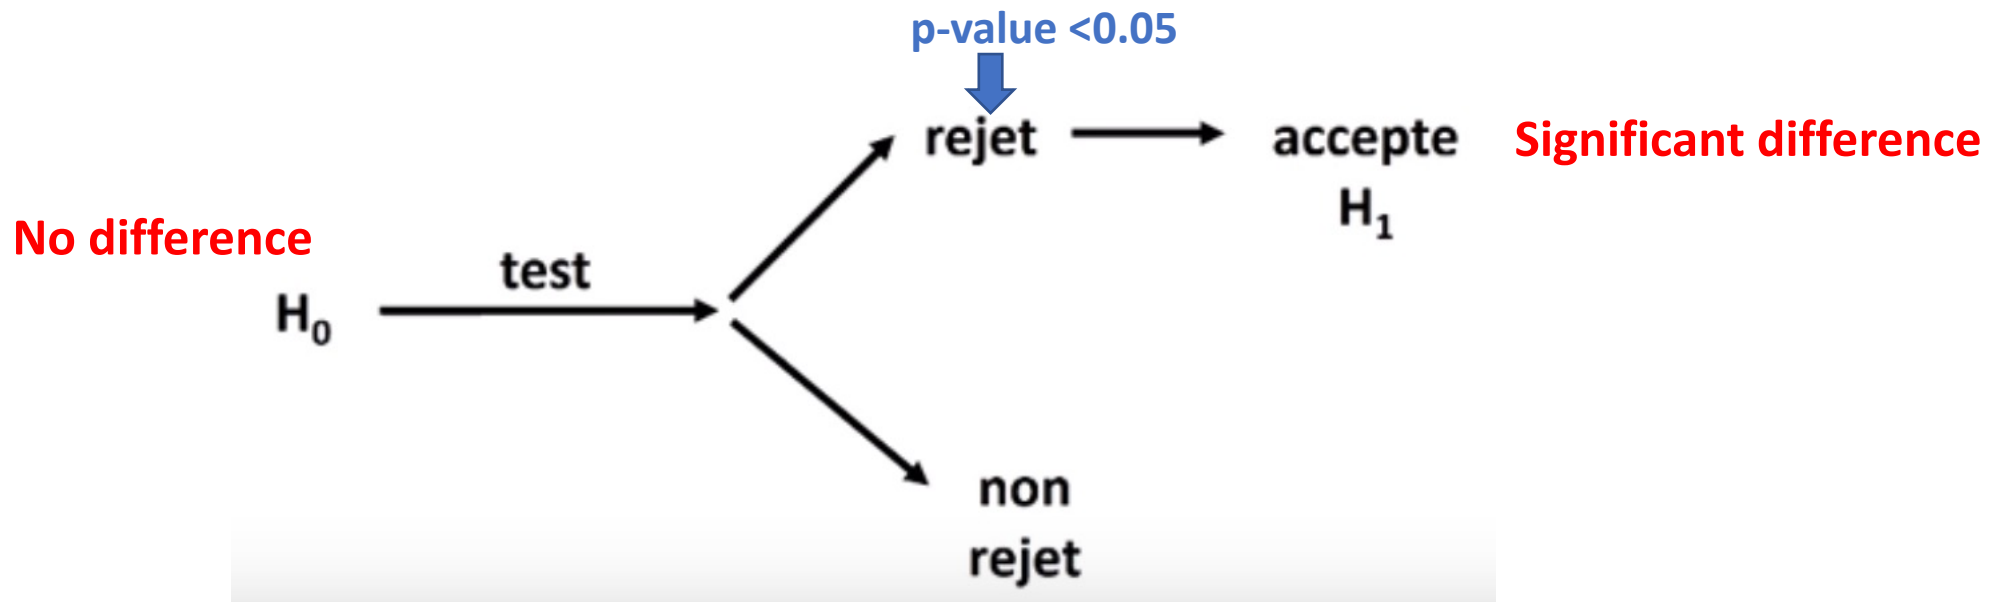 p-value <0.05
rejet
accepte
H₁
Significant difference
No difference
test
H₀
non
rejet